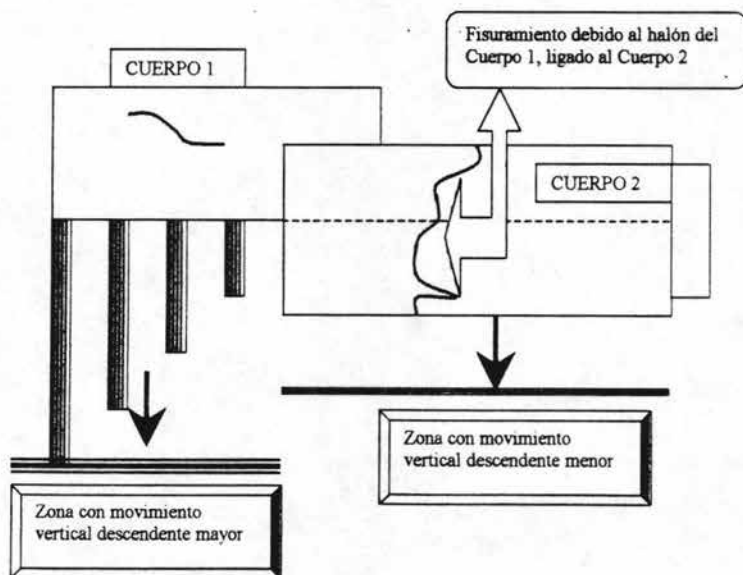 Fisuramiento debido al halón del
Cuerpo 1, ligado al Cuerpo 2
CUERPO 1
CUERPO 2
Zona con movimiento
vertical descendente menor
Zona con movimiento
vertical descendente mayor